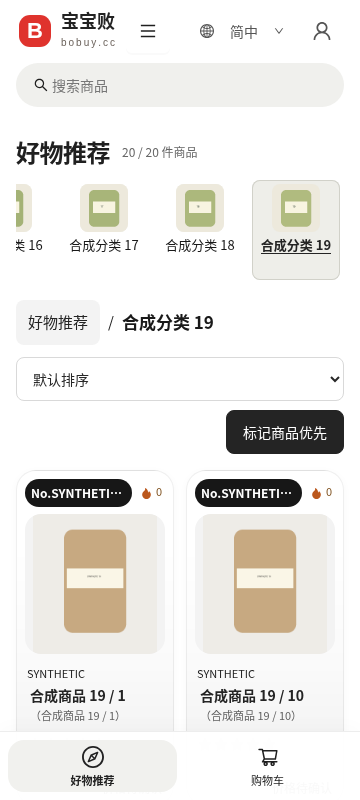 B
宝宝败
bobuy.cc
简中
搜索商品
好物推荐 20 / 20 件商品
类 16 合成分类 17 合成分类 18 合成分类 19
好物推荐 / 合成分类 19
默认排序
标记商品优先
No.SYNTHETI··· 0 No.SYNTHETI··· 0
SYNTHETIC SYNTHETIC
合成商品 19 / 1 合成商品 19 / 10
（合成商品 19 / 1） （合成商品 19 / 10）
好物推荐 购物车